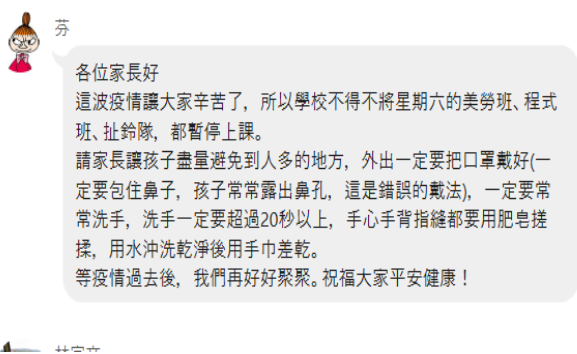 芬
各位家長好
這波疫情讓大家辛苦了，所以學校不得不將星期六的美勞班、程式
班、扯鈴隊，都暫停上課。
請家長讓孩子盡量避免到人多的地方，外出一定要把口罩戴好(一
定要包住鼻子，孩子常常露出鼻孔，這是錯誤的戴法)，一定要常
常洗手，洗手一定要超過20秒以上，手心手背指縫都要用肥皂搓
揉，用水沖洗乾淨後用手巾差乾。
等疫情過去後，我們再好好聚聚。祝福大家平安健康！